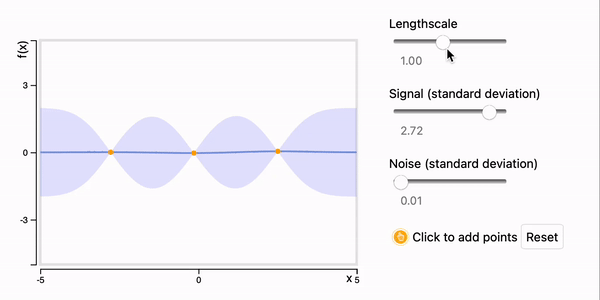 f(x)
3
0
-3
-5
0
x
5
Lengthscale
1.00
Signal (standard deviation)
2.72
Noise (standard deviation)
0.01
Click to add points Reset